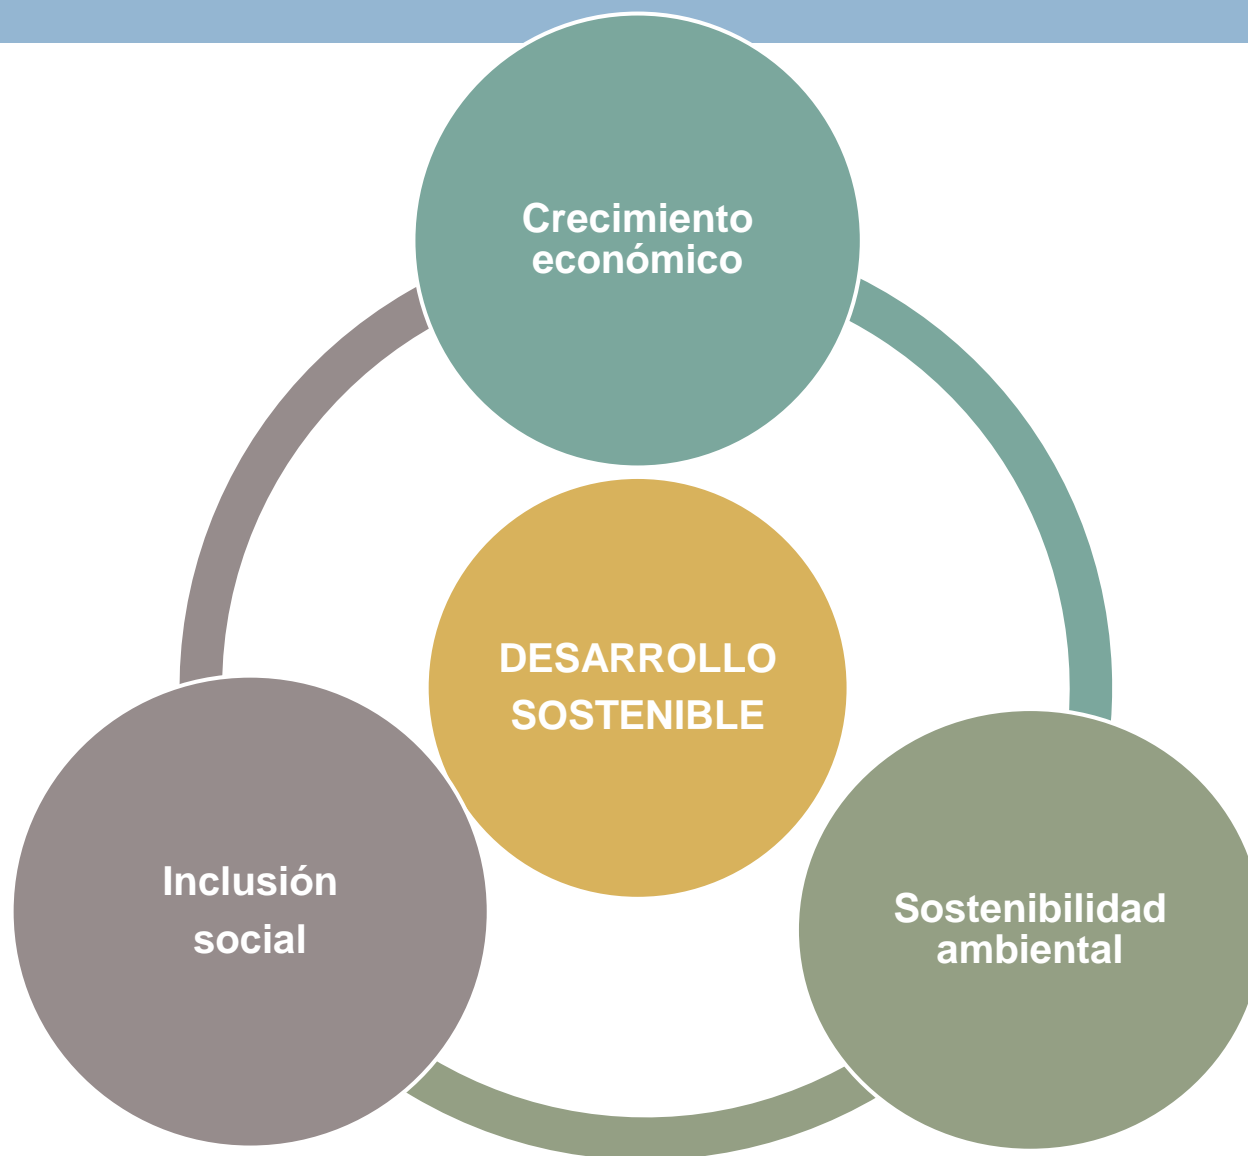 Crecimiento
económico
DESARROLLO
SOSTENIBLE
Inclusión
social
Sostenibilidad
ambiental